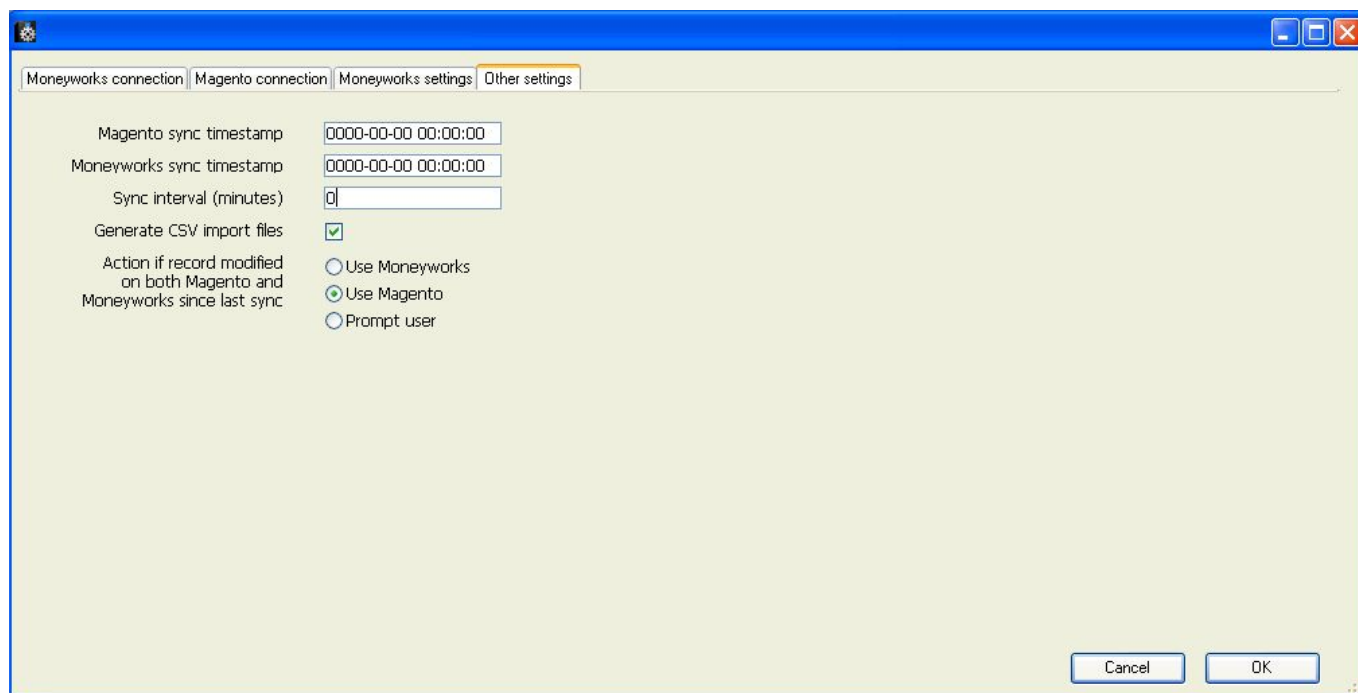 Moneyworks connection Magento connection Moneyworks settings Other settings
Magento sync timestamp 0000-00-00 00:00:00
Moneyworks sync timestamp 0000-00-00 00:00:00
Sync interval (minutes) 0
Generate CSV import files
Action if record modified
on both Magento and
Moneyworks since last sync
Use Moneyworks
Use Magento
Prompt user
Cancel OK